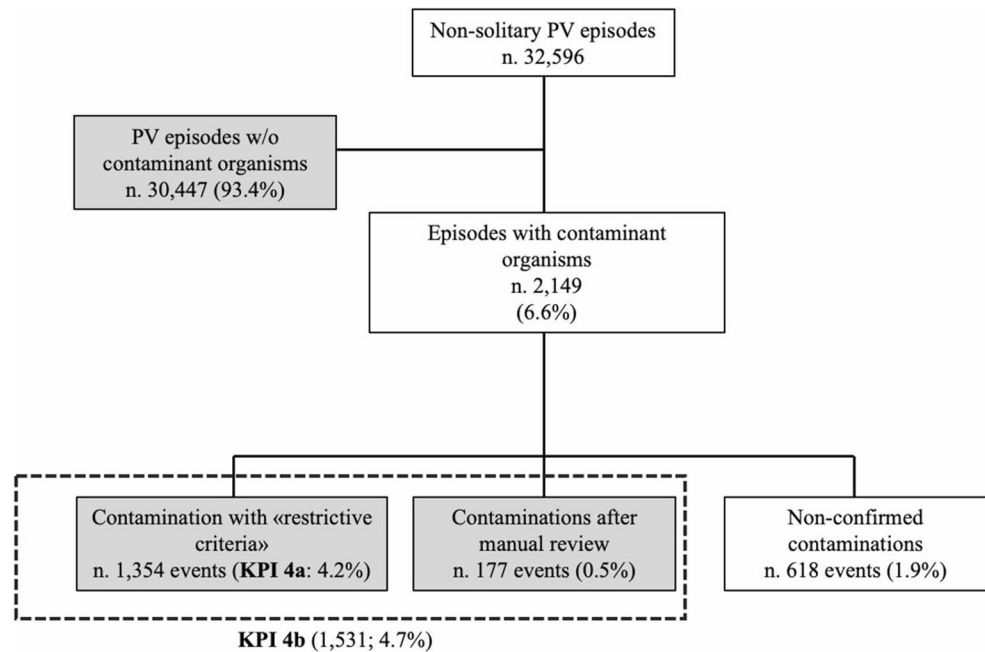 Non-solitary PV episodes
n. 32,596
PV episodes w/o
contaminant organisms
n. 30,447 (93.4%)
Episodes with contaminant
organisms
n. 2,149
(6.6%)
Contamination with «restrictive
criteria»
n. 1,354 events (KPI 4a: 4.2%)
Contaminations after
manual review
n. 177 events (0.5%)
Non-confirmed
contaminations
n. 618 events (1.9%)
KPI 4b (1,531; 4.7%)